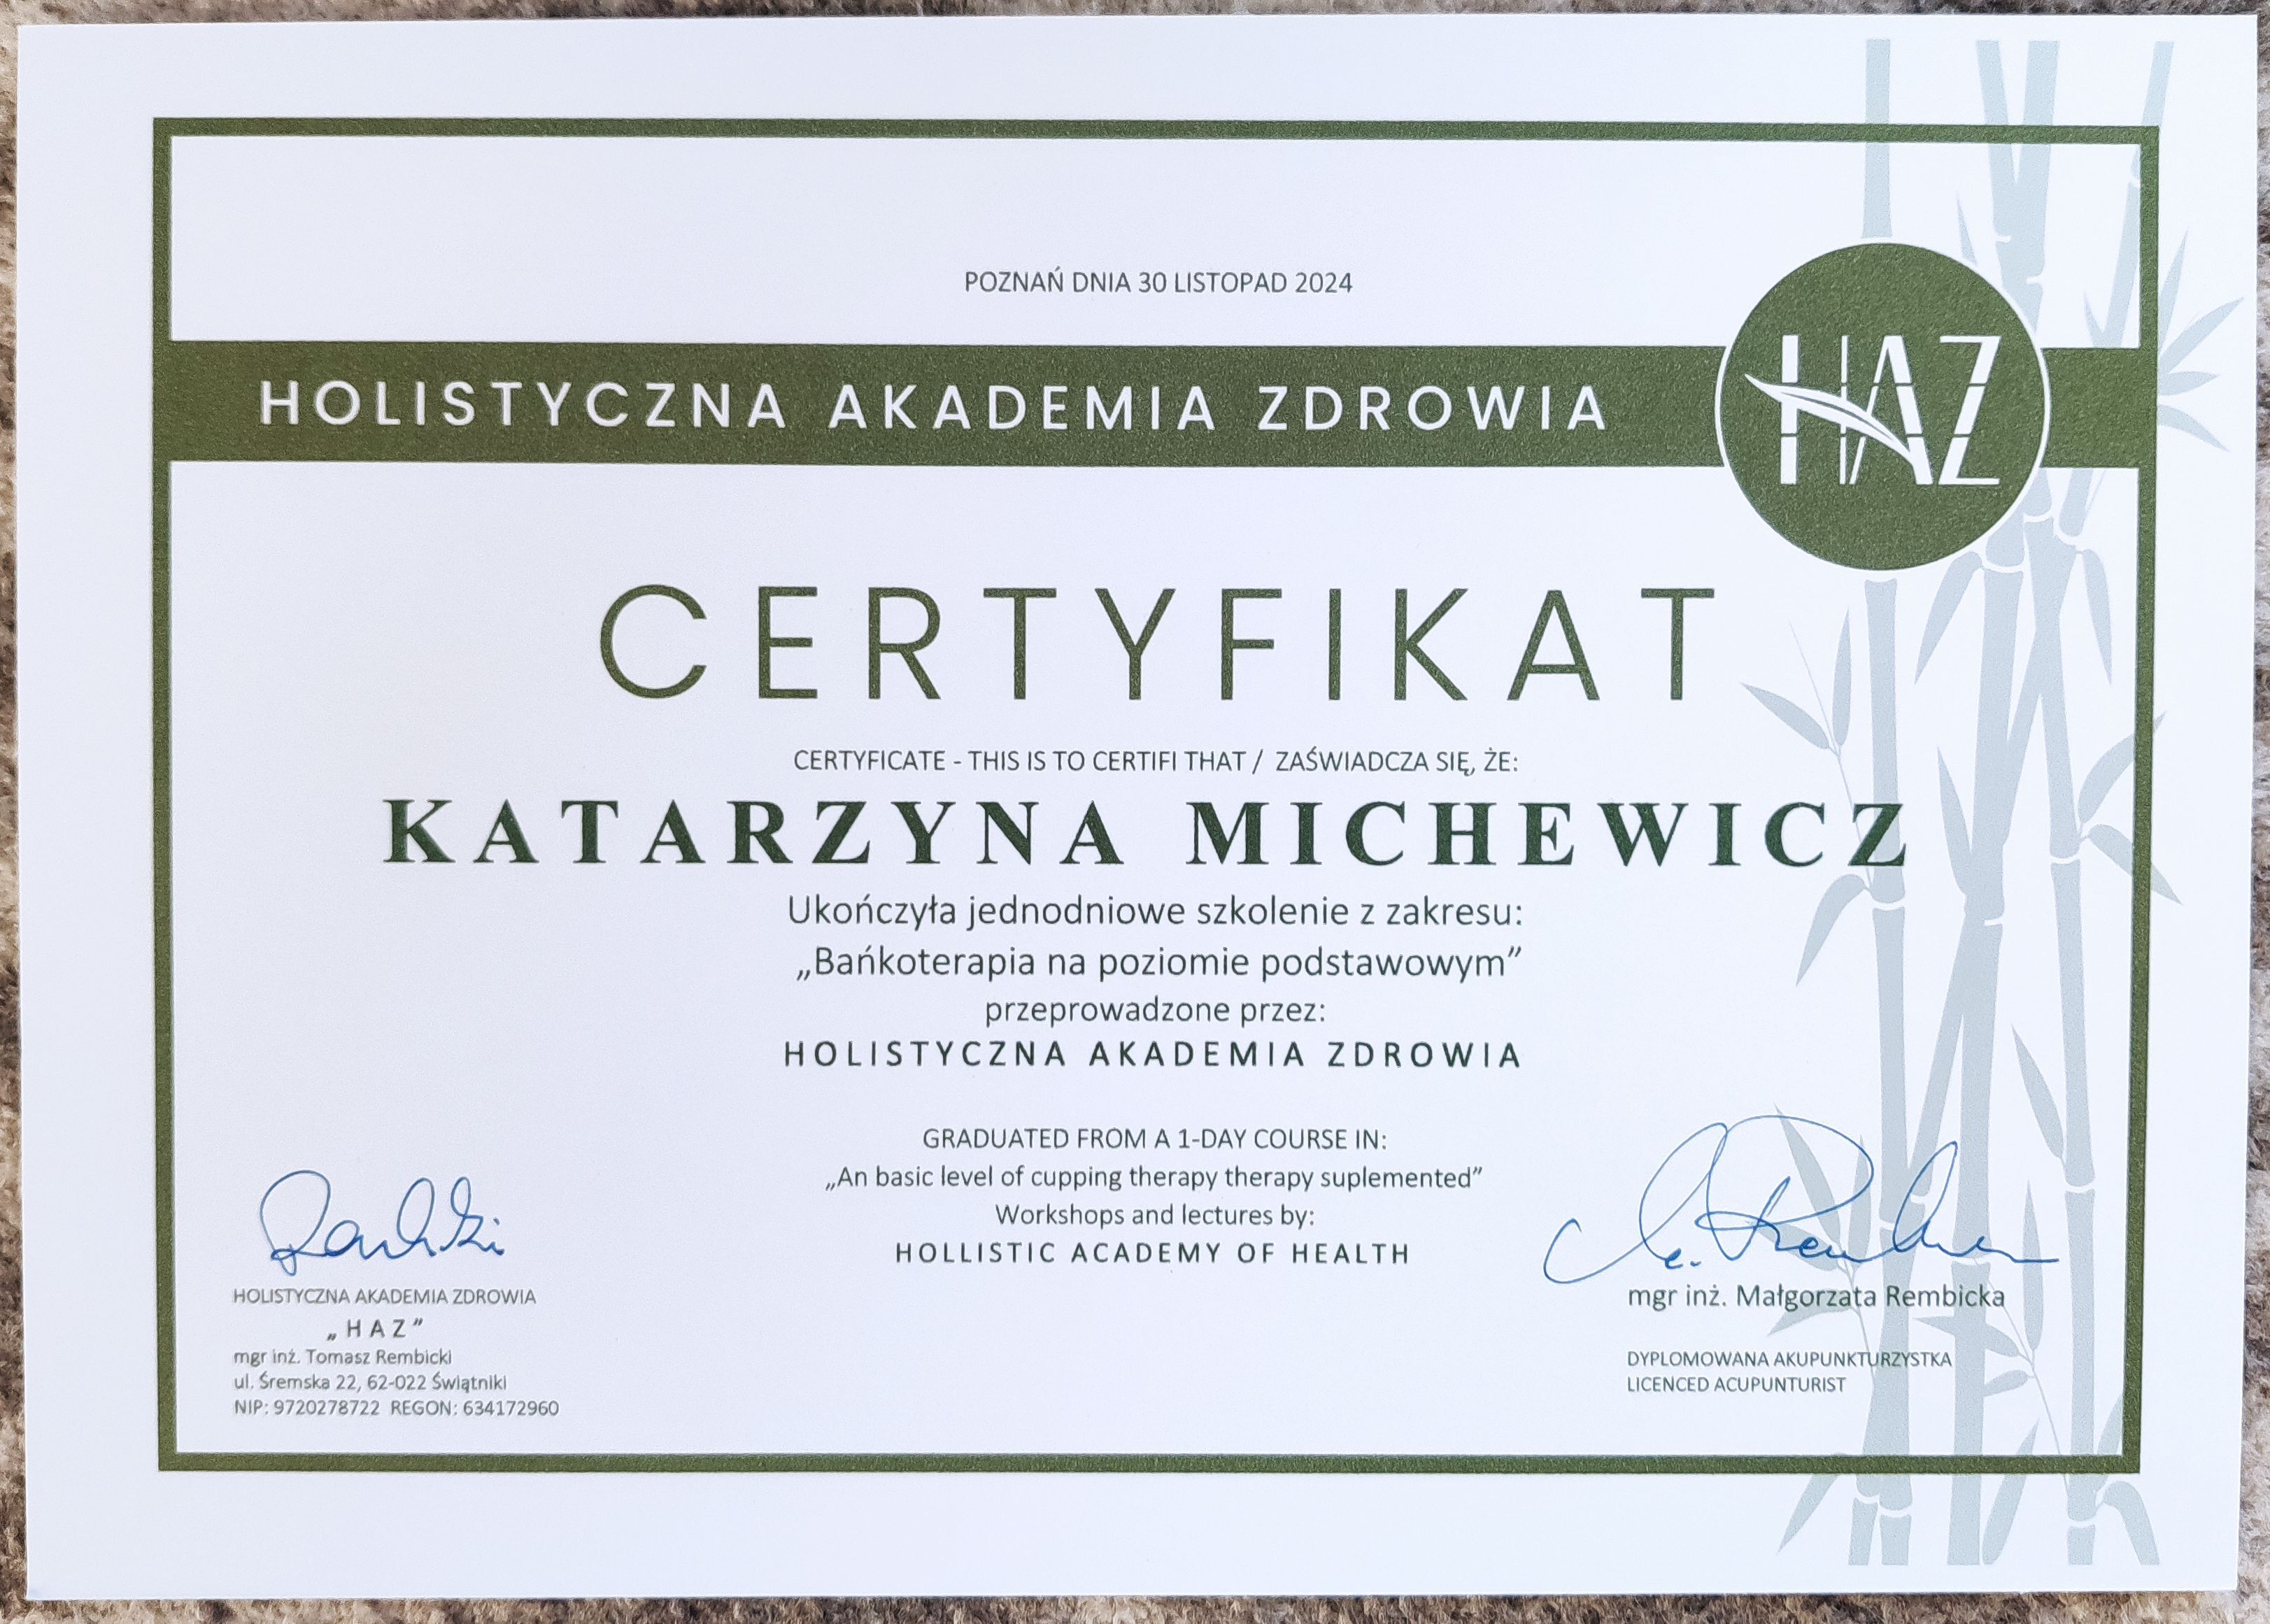 POZNAŃ DNIA 30 LISTOPAD 2024
HOLISTYCZNA AKADEMIA ZDROWIA
HAZ
CERTYFIKAT
CERTYFICATE - THIS IS TO CERTIFI THAT / ZAŚWIADCZA SIĘ, ŻE:
KATARZYNA MICHEWICZ
Ukończyła jednodniowe szkolenie z zakresu:
„Bańkoterapia na poziomie podstawowym”
przeprowadzone przez:
HOLISTYCZNA AKADEMIA ZDROWIA
GRADUATED FROM A 1-DAY COURSE IN:
„An basic level of cupping therapy therapy suplemented”
Workshops and lectures by:
HOLLISTIC ACADEMY OF HEALTH
HOLISTYCZNA AKADEMIA ZDROWIA
„HAZ”
mgr inż. Tomasz Rembicki
ul. Śremska 22, 62-022 Świątniki
NIP: 9720278722 REGON: 634172960
mgr inż. Małgorzata Rembicka
DYPLOMOWANA AKUPUNKTURZYSTKA
LICENCED ACUPUNTURIST